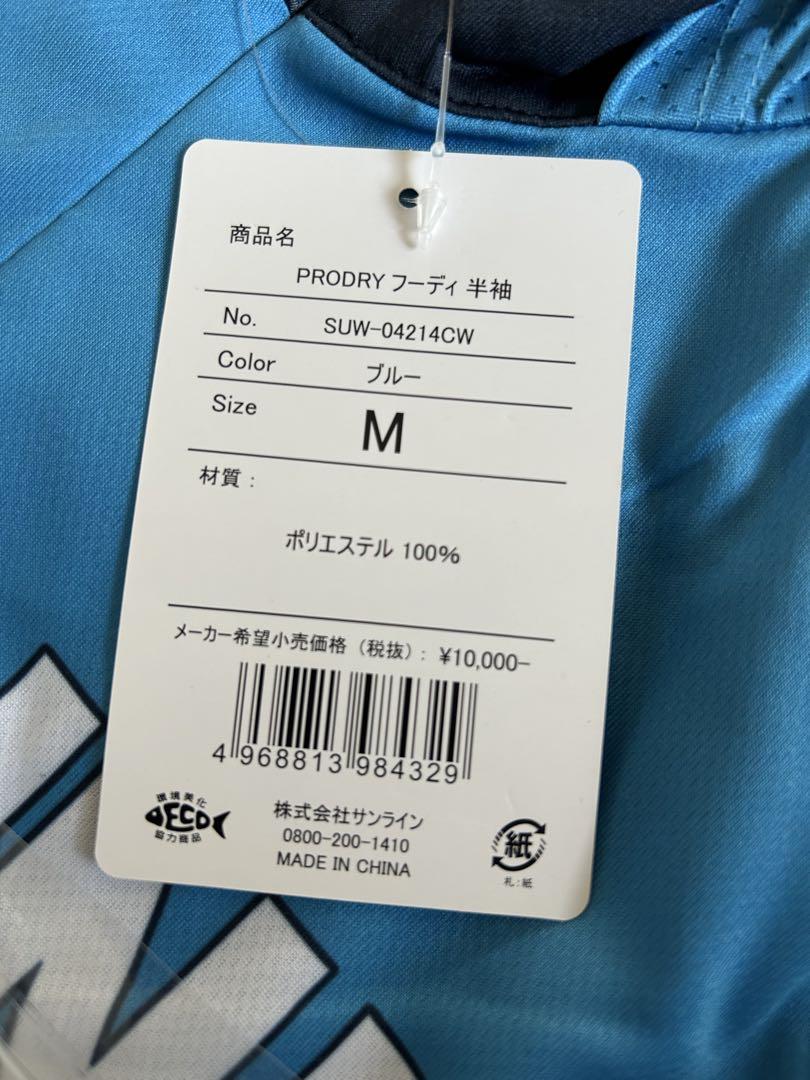 商品名
PRODRY フーディ 半袖
No. SUW-04214CW
Color ブルー
Size M
材質：
ポリエステル 100%
メーカー希望小売価格（税抜）：¥10,000-
4 968813 984329
環境美化
ECO
協力商品
株式会社サンライン
0800-200-1410
MADE IN CHINA
紙
札：紙